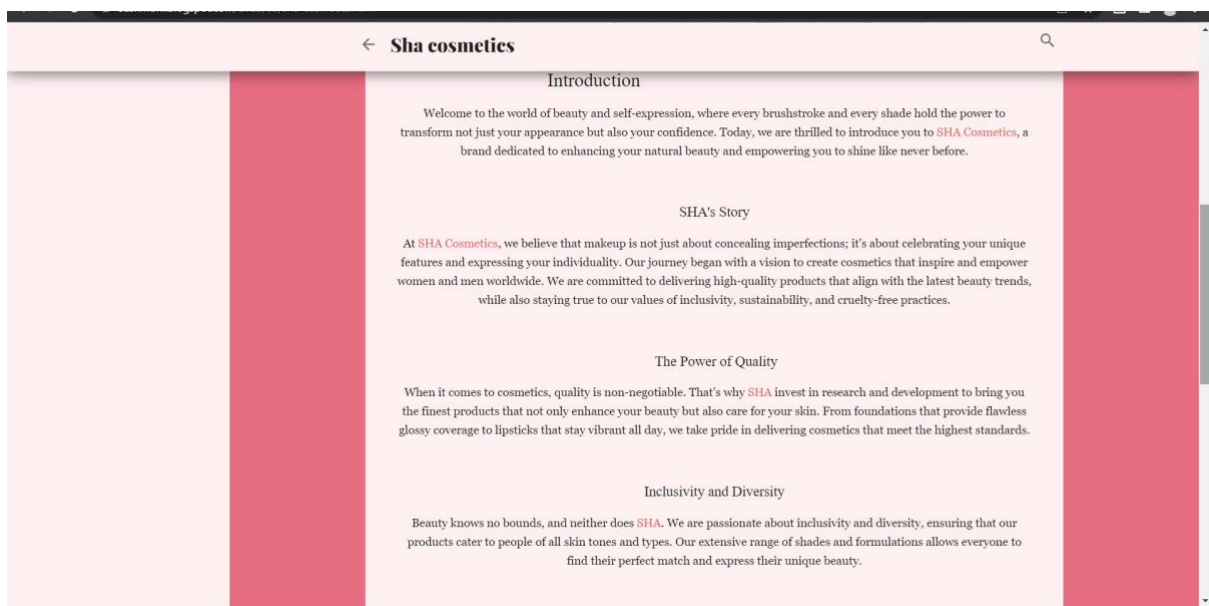 Sha cosmetics
Introduction
Welcome to the world of beauty and self-expression, where every brushstroke and every shade hold the power to
transform not just your appearance but also your confidence. Today, we are thrilled to introduce you to SHA Cosmetics, a
brand dedicated to enhancing your natural beauty and empowering you to shine like never before.
SHA's Story
At SHA Cosmetics, we believe that makeup is not just about concealing imperfections; it's about celebrating your unique
features and expressing your individuality. Our journey began with a vision to create cosmetics that inspire and empower
women and men worldwide. We are committed to delivering high-quality products that align with the latest beauty trends,
while also staying true to our values of inclusivity, sustainability, and cruelty-free practices.
The Power of Quality
When it comes to cosmetics, quality is non-negotiable. That's why SHA invest in research and development to bring you
the finest products that not only enhance your beauty but also care for your skin. From foundations that provide flawless
glossy coverage to lipsticks that stay vibrant all day, we take pride in delivering cosmetics that meet the highest standards.
Inclusivity and Diversity
Beauty knows no bounds, and neither does SHA. We are passionate about inclusivity and diversity, ensuring that our
products cater to people of all skin tones and types. Our extensive range of shades and formulations allows everyone to
find their perfect match and express their unique beauty.